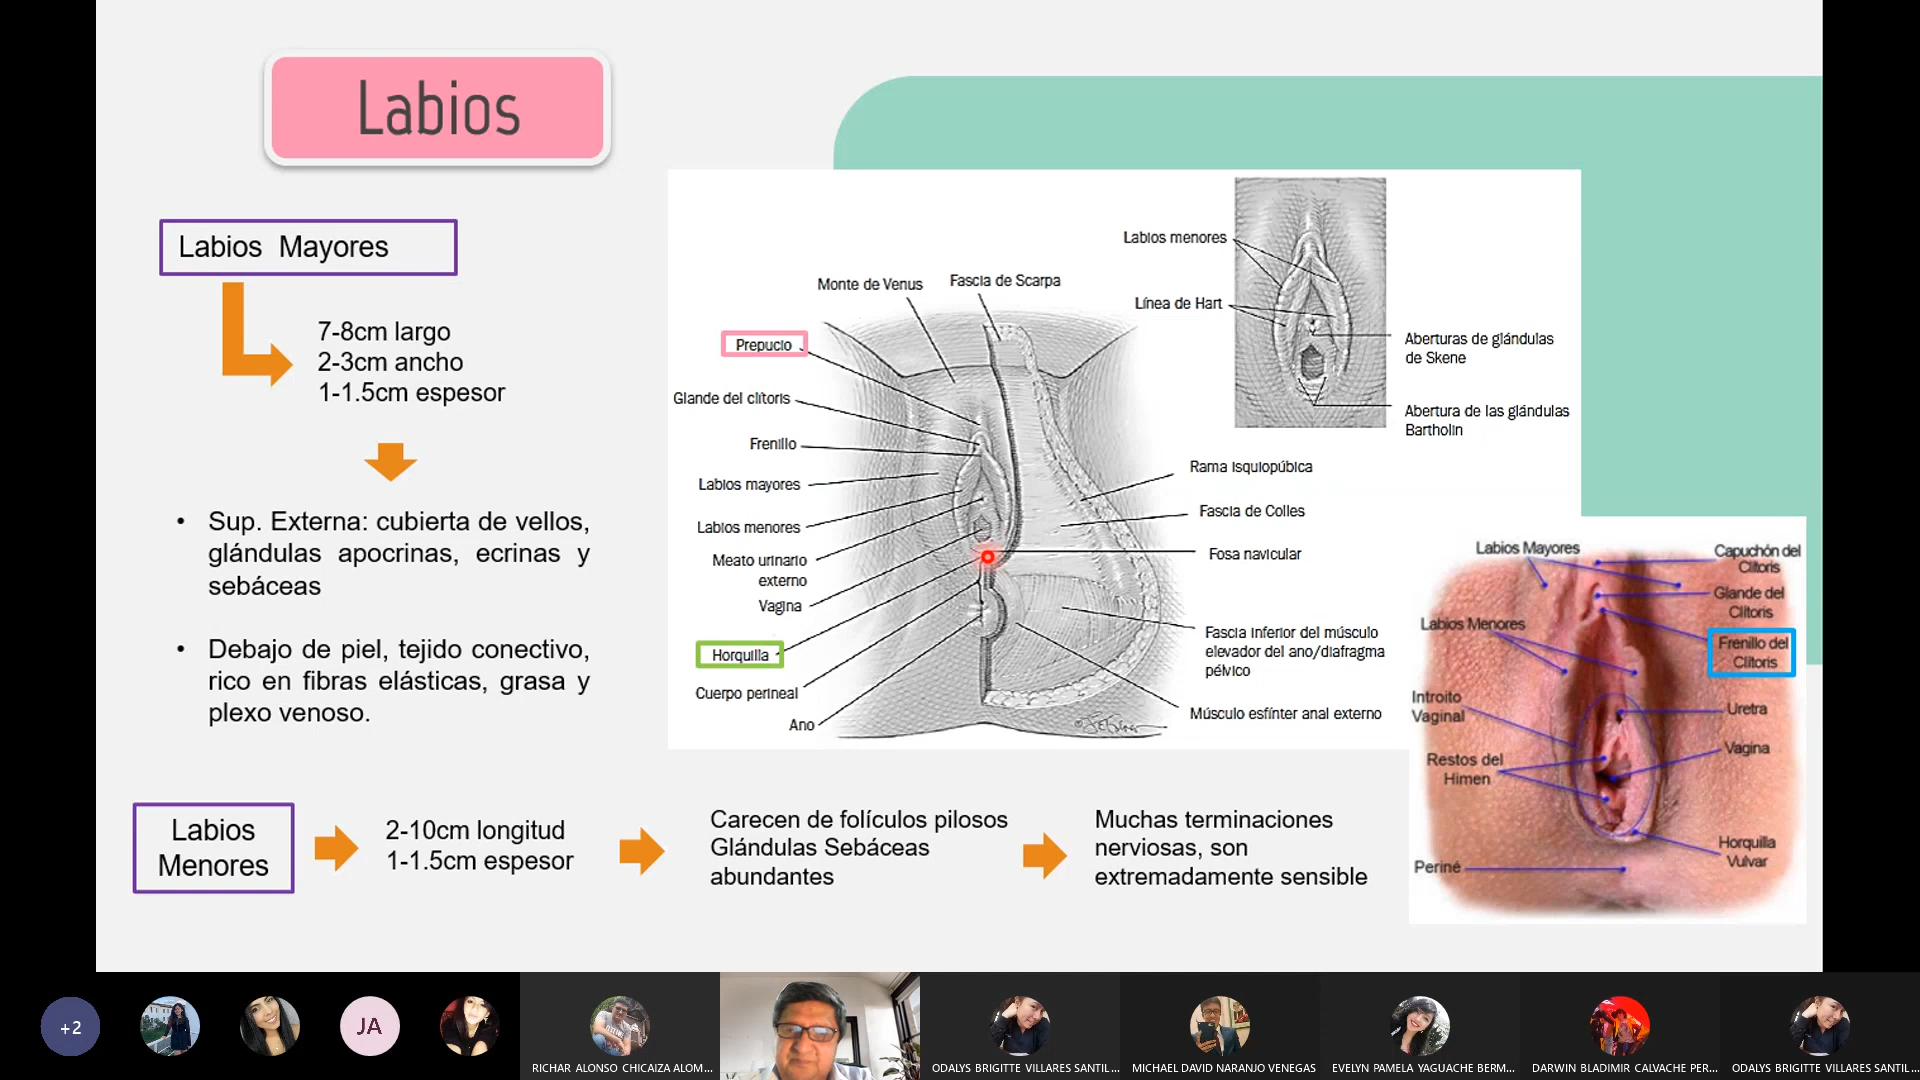 Labios
Labios Mayores
7-8cm largo
2-3cm ancho
1-1.5cm espesor
• Sup. Externa: cubierta de vellos,
glándulas apocrinas, ecrinas y
sebáceas
• Debajo de piel, tejido conectivo,
rico en fibras elásticas, grasa y
plexo venoso.
Labios
Menores
2-10cm longitud
1-1.5cm espesor
Carecen de folículos pilosos
Glándulas Sebáceas
abundantes
Muchas terminaciones
nerviosas, son
extremadamente sensible
Monte de Venus
Fascia de Scarpa
Prepucio
Glande del clítoris
Frenillo
Labios mayores
Labios menores
Meato urinario
externo
Vagina
Horquilla
Cuerpo perineal
Ano
Labios menores
Línea de Hart
Aberturas de glándulas
de Skene
Abertura de las glándulas
Bartholin
Rama isquiopúbica
Fascia de Colles
Fosa navicular
Fascia inferior del músculo
elevador del ano/diafragma
pélvico
Músculo esfínter anal externo
Labios Mayores
Capuchón del
Clítoris
Glande del
Clítoris
Labios Menores
Frenillo del
Clítoris
Introito
Vaginal
Uretra
Vagina
Restos del
Himen
Horquilla
Vulvar
Periné
+2
JA
RICHAR ALONSO CHICAIZA ALOM...
ODALYS BRIGITTE VILLARES SANTIL...
MICHAEL DAVID NARANJO VENEGAS
EVELYN PAMELA YAGUACHE BERM...
DARWIN BLADIMIR CALVACHE PER...
ODALYS BRIGITTE VILLARES SANTIL...